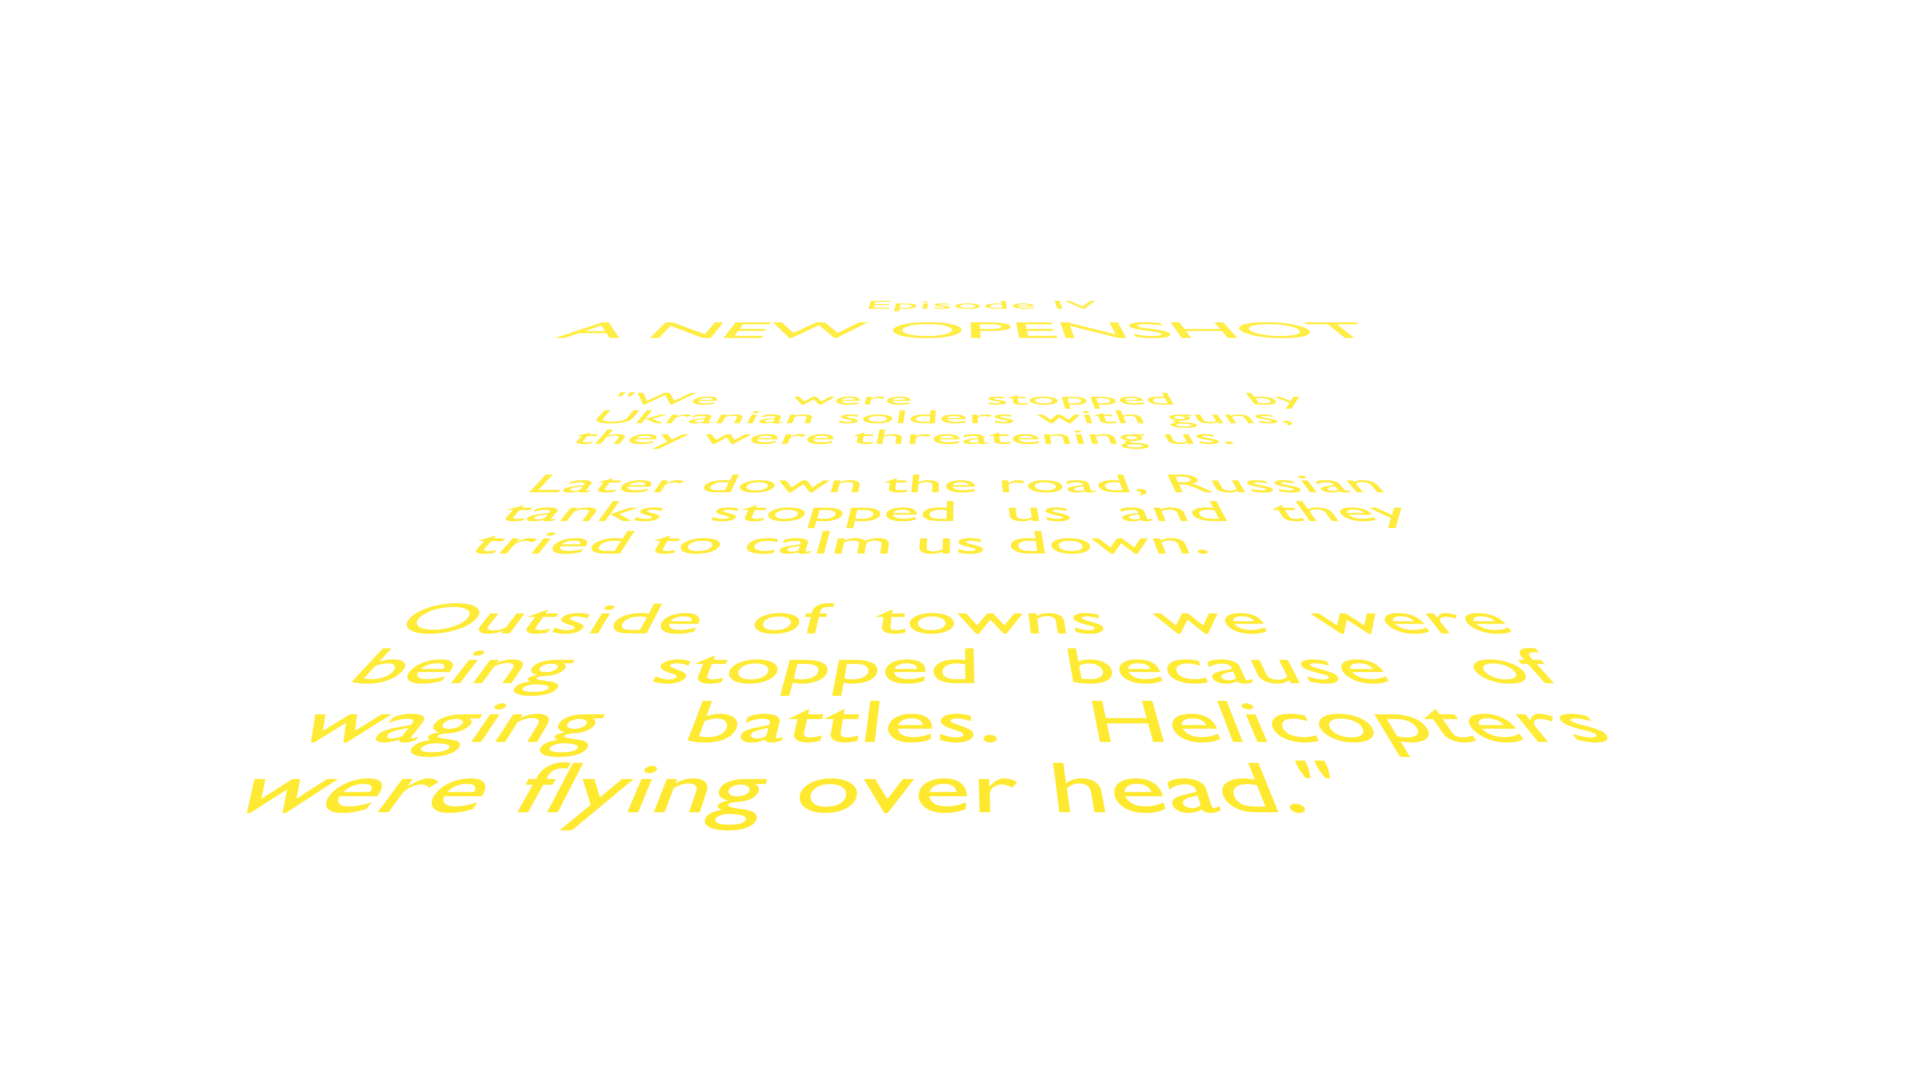 Episode IV
A NEW OPENSHOT
"We were stopped by
Ukranian solders with guns,
they were threatening us.
Later down the road, Russian
tanks stopped us and they
tried to calm us down.
Outside of towns we were
being stopped because of
waging battles. Helicopters
were flying over head."